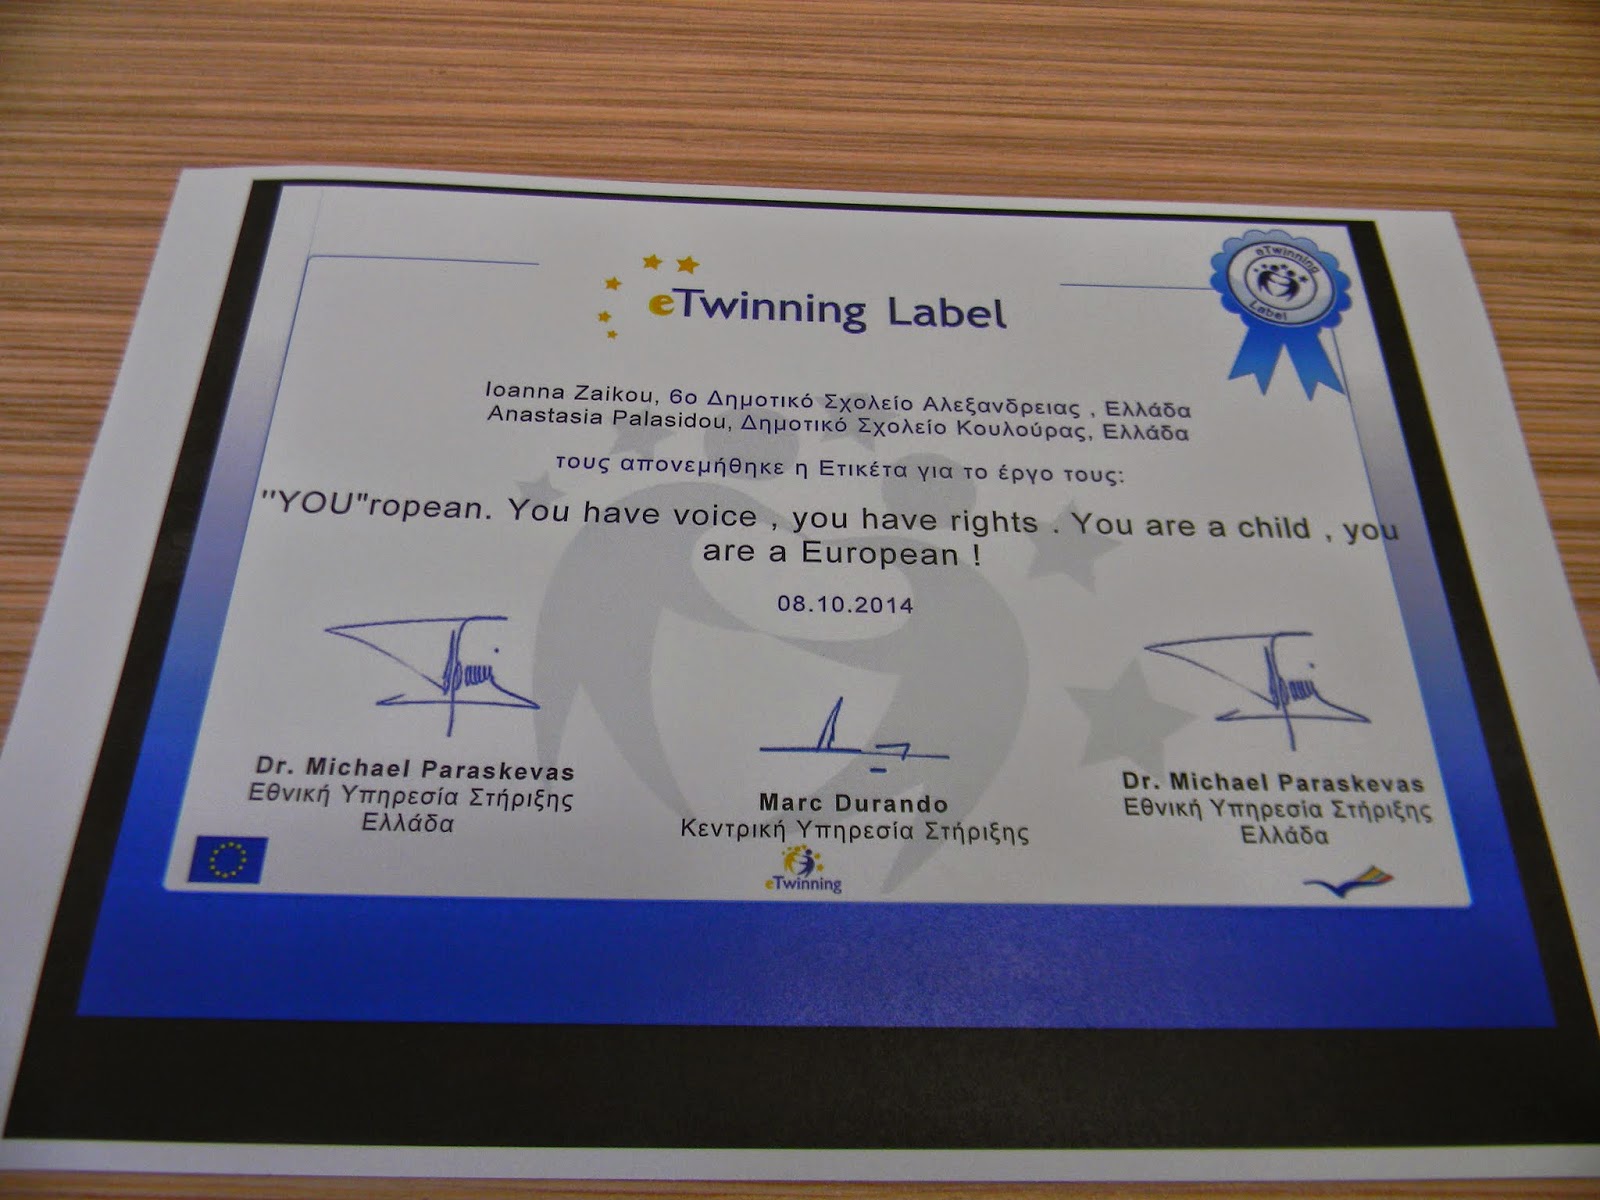 eTwinning Label
eTwinning
Label
Ioanna Zaikou, 6ο Δημοτικό Σχολείο Αλεξανδρειας , Ελλάδα
Anastasia Palasidou, Δημοτικό Σχολείο Κουλούρας, Ελλάδα
τους απονεμήθηκε η Ετικέτα για το έργο τους:
"YOU"ropean. You have voice , you have rights . You are a child , you
are a European !
08.10.2014
Dr. Michael Paraskevas
Εθνική Υπηρεσία Στήριξης
Ελλάδα
Marc Durando
Κεντρική Υπηρεσία Στήριξης
Dr. Michael Paraskevas
Εθνική Υπηρεσία Στήριξης
Ελλάδα
eTwinning